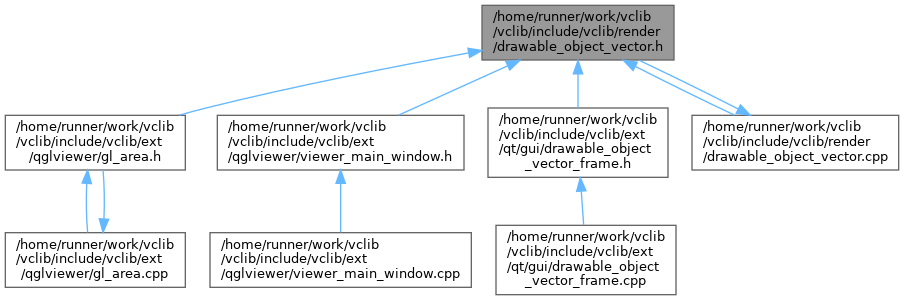 /home/runner/work/vclib
/vclib/include/vclib/render
/drawable_object_vector.h
/home/runner/work/vclib
/vclib/include/vclib/ext
/qglviewer/gl_area.h
/home/runner/work/vclib
/vclib/include/vclib/ext
/qglviewer/viewer_main_window.h
/home/runner/work/vclib
/vclib/include/vclib/ext
/qt/gui/drawable_object
_vector_frame.h
/home/runner/work/vclib
/vclib/include/vclib/render
/drawable_object_vector.cpp
/home/runner/work/vclib
/vclib/include/vclib/ext
/qglviewer/gl_area.cpp
/home/runner/work/vclib
/vclib/include/vclib/ext
/qglviewer/viewer_main_window.cpp
/home/runner/work/vclib
/vclib/include/vclib/ext
/qt/gui/drawable_object
_vector_frame.cpp